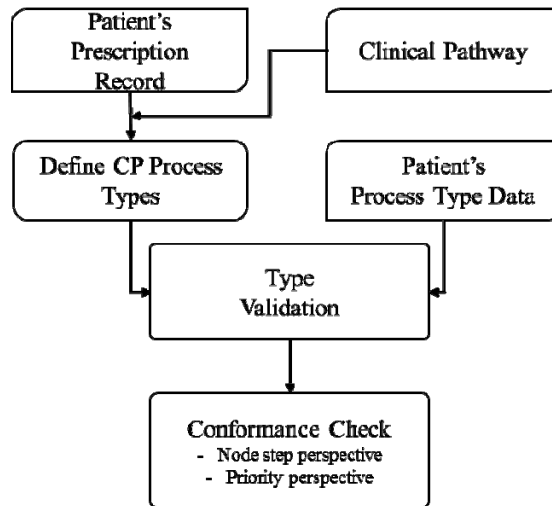 Patient's
Prescription
Record
Clinical Pathway
Define CP Process
Types
Patient's
Process Type Data
Type
Validation
Conformance Check
- Node step perspective
- Priority perspective